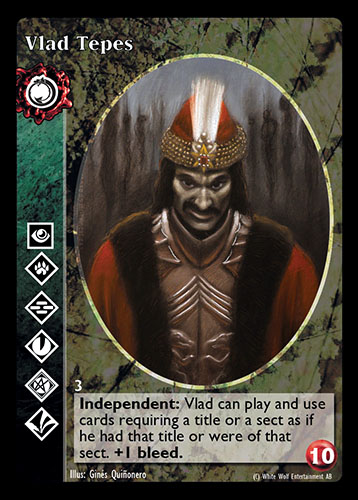 Vlad Tepes
3
Independent: Vlad can play and use
cards requiring a title or a sect as if
he had that title or were of that
sect. +1 bleed.
10
Illus: Ginés Quiñonero
(C) White Wolf Entertainment AB